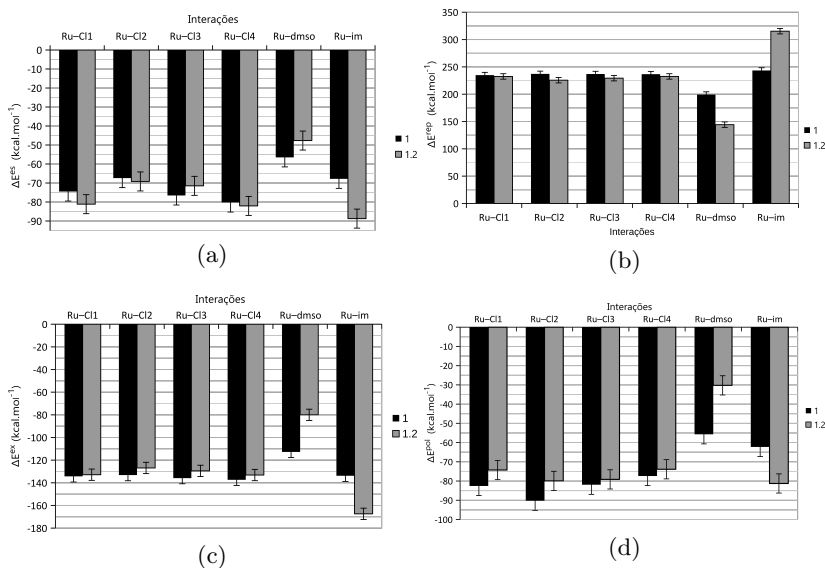 Interações
Ru–Cl1 Ru–Cl2 Ru–Cl3 Ru–Cl4 Ru–dmso Ru–im
0
-10
-20
-30
-40
-50
-60
-70
-80
-90
ΔE^es (kcal.mol⁻¹)
1
1.2
(a)
350
300
250
200
150
100
50
0
ΔE^rep (kcal.mol⁻¹)
Ru–Cl1 Ru–Cl2 Ru–Cl3 Ru–Cl4 Ru–dmso Ru–im
Interações
1
1.2
(b)
Interações
Ru–Cl1 Ru–Cl2 Ru–Cl3 Ru–Cl4 Ru–dmso Ru–im
0
-20
-40
-60
-80
-100
-120
-140
-160
-180
ΔE^ex (kcal.mol⁻¹)
1
1.2
(c)
Interações
Ru–Cl1 Ru–Cl2 Ru–Cl3 Ru–Cl4 Ru–dmso Ru–im
0
-10
-20
-30
-40
-50
-60
-70
-80
-90
-100
ΔE^pol (kcal.mol⁻¹)
1
1.2
(d)